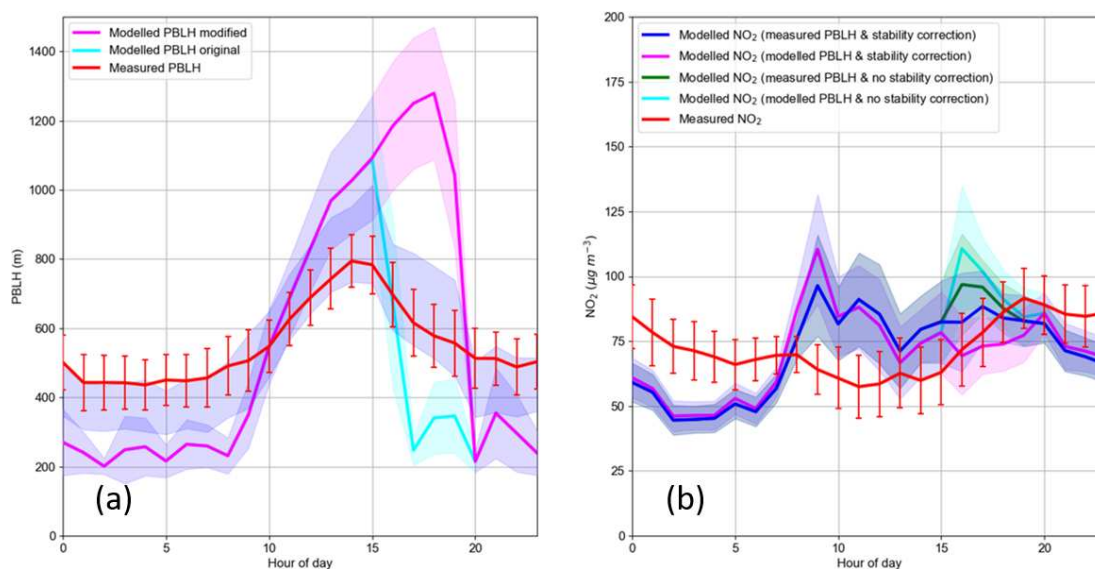 Modelled PBLH modified
Modelled PBLH original
Measured PBLH
1400
1200
1000
800
600
400
200
0
PBLH (m)
(a)
0
5
10
15
20
Hour of day
Modelled NO₂ (measured PBLH & stability correction)
Modelled NO₂ (modelled PBLH & stability correction)
Modelled NO₂ (measured PBLH & no stability correction)
Modelled NO₂ (modelled PBLH & no stability correction)
Measured NO₂
200
175
150
125
100
75
50
25
0
NO₂ (μg m⁻³)
(b)
0
5
10
15
20
Hour of day